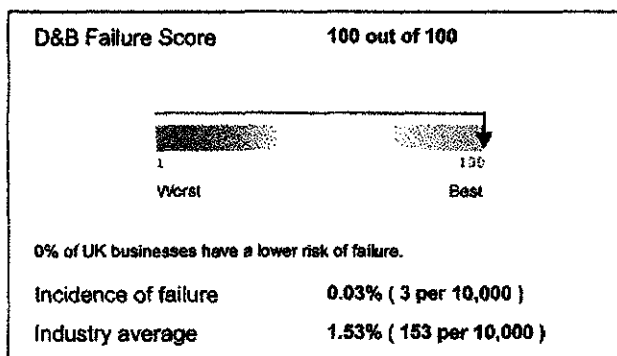 D&B Failure Score 100 out of 100
1 100
Worst Best
0% of UK businesses have a lower risk of failure.
Incidence of failure 0.03% ( 3 per 10,000 )
Industry average 1.53% ( 153 per 10,000 )